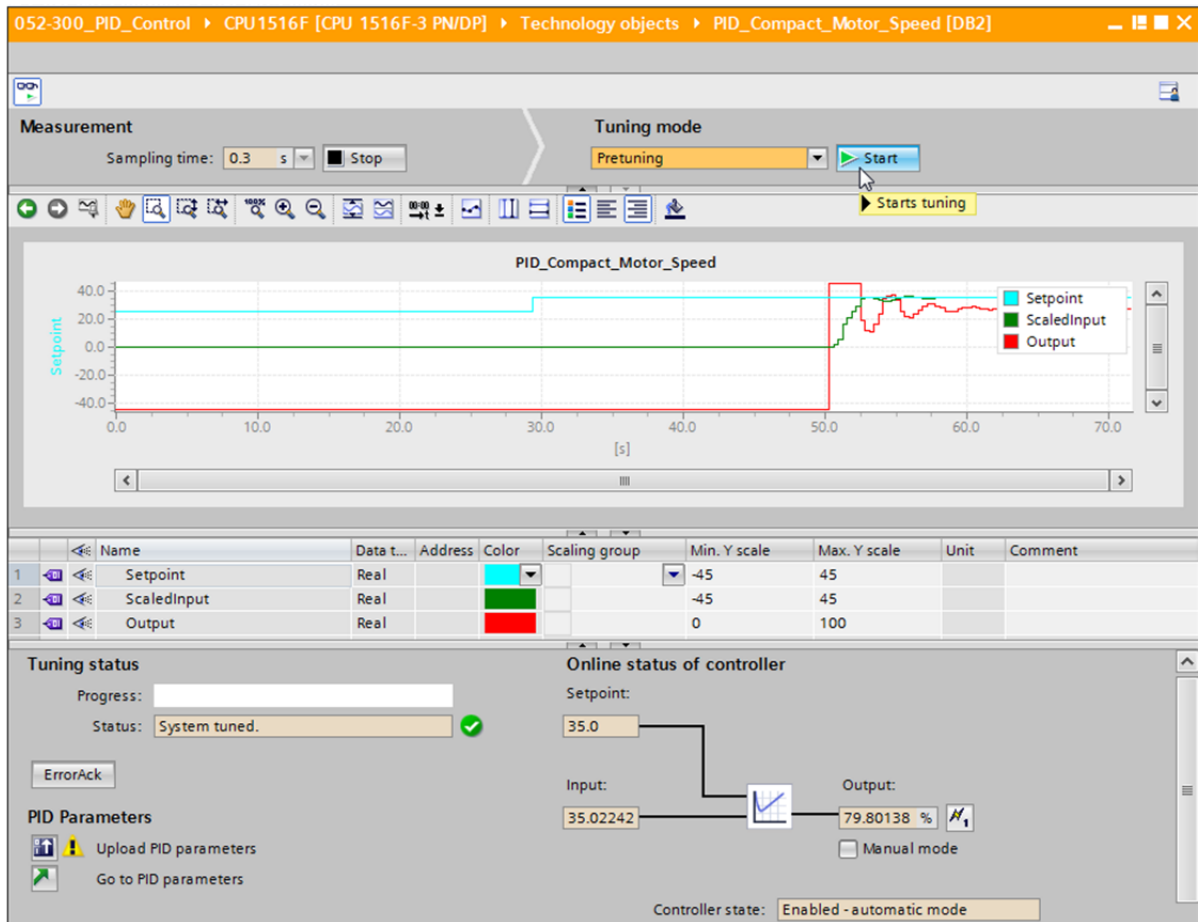 052-300_PID_Control ▸ CPU1516F [CPU 1516F-3 PN/DP] ▸ Technology objects ▸ PID_Compact_Motor_Speed [DB2]
Measurement
Tuning mode
Sampling time: 0.3 s Stop
Pretuning Start
Starts tuning
PID_Compact_Motor_Speed
40.0
20.0
0.0
-20.0
-40.0
Setpoint
Setpoint
ScaledInput
Output
0.0 10.0 20.0 30.0 40.0 50.0 60.0 70.0
[s]
Name Data t... Address Color Scaling group Min. Y scale Max. Y scale Unit Comment
1 Setpoint Real -45 45
2 ScaledInput Real -45 45
3 Output Real 0 100
Tuning status
Progress:
Status: System tuned.
ErrorAck
PID Parameters
Upload PID parameters
Go to PID parameters
Online status of controller
Setpoint:
35.0
Input: Output:
35.02242 79.80138 %
Manual mode
Controller state: Enabled - automatic mode